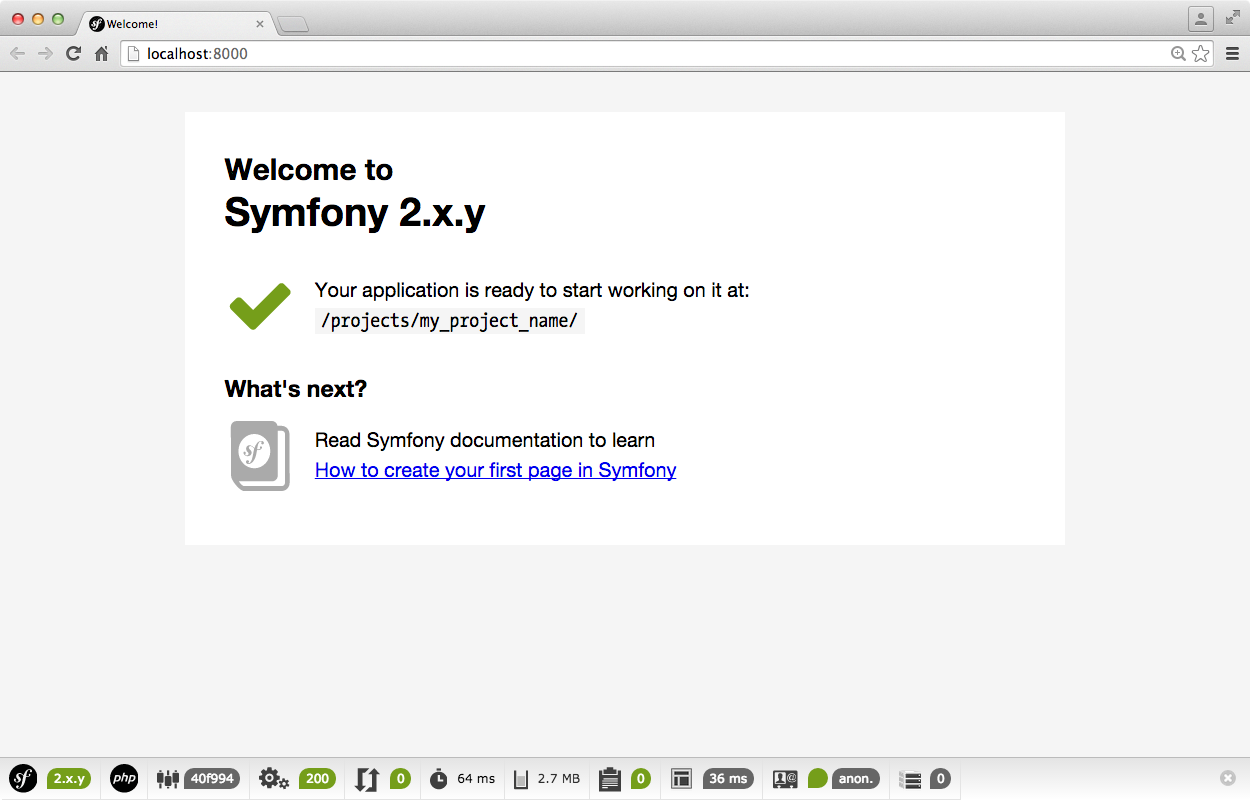 sf Welcome!
localhost:8000
Welcome to
Symfony 2.x.y
Your application is ready to start working on it at:
/projects/my_project_name/
What's next?
sf
Read Symfony documentation to learn
How to create your first page in Symfony
sf 2.x.y php 40f994 200 0 64 ms 2.7 MB 0 36 ms @ anon. 0